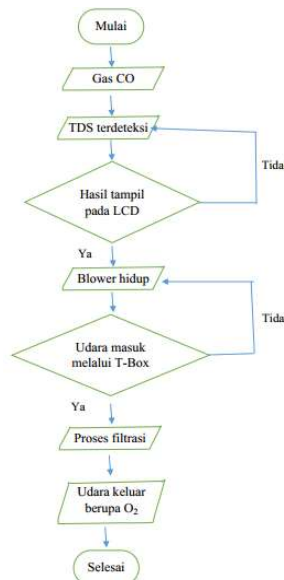 Mulai
Gas CO
TDS terdeteksi
Tida
Hasil tampil
pada LCD
Ya
Blower hidup
Tida
Udara masuk
melalui T-Box
Ya
Proses filtrasi
Udara keluar
berupa O₂
Selesai